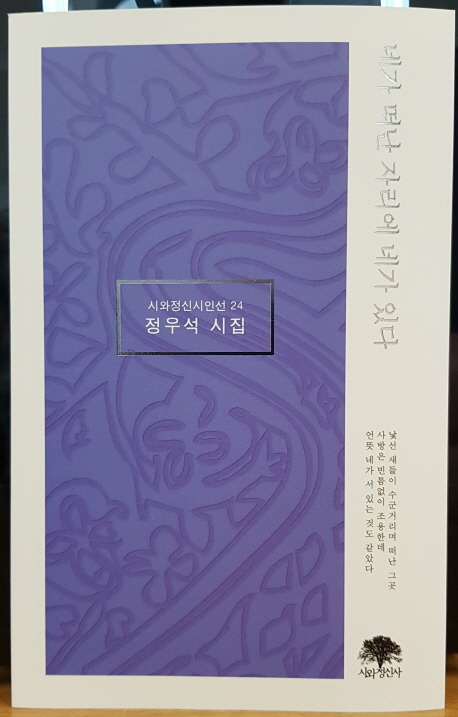 네가 떠난 자리에 네가 있다
시와정신시인선 24
정우석 시집
낯선 새들이 수군거리며 떠난 그곳
사방은 빈틈없이 조용한데
언뜻 네가 서 있는 것도 같았다
시와정신사